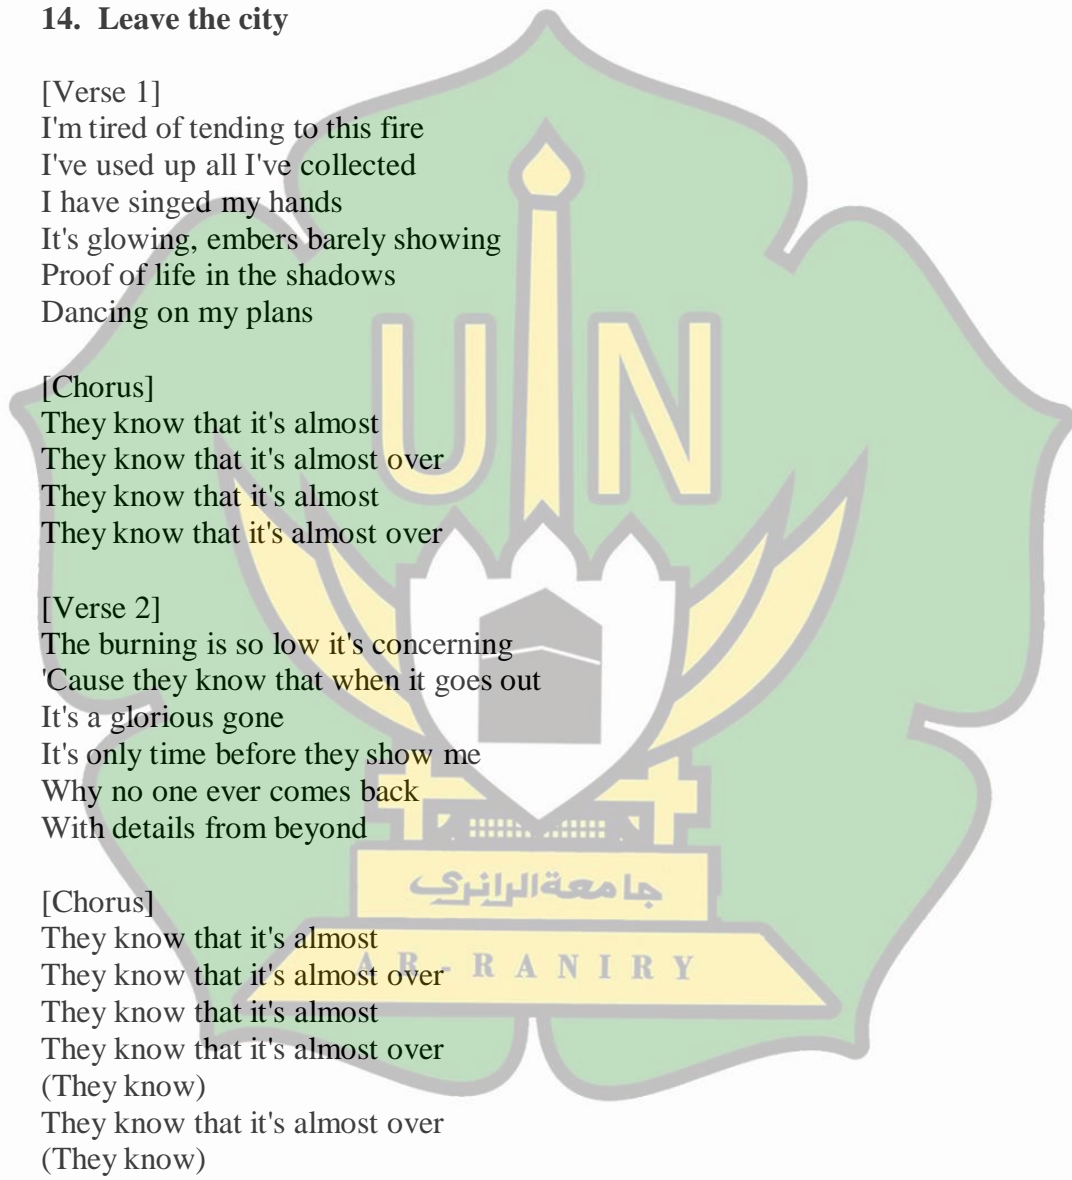 14. Leave the city
[Verse 1]
I'm tired of tending to this fire
I've used up all I've collected
I have singed my hands
It's glowing, embers barely showing
Proof of life in the shadows
Dancing on my plans
[Chorus]
They know that it's almost
They know that it's almost over
They know that it's almost
They know that it's almost over
[Verse 2]
The burning is so low it's concerning
'Cause they know that when it goes out
It's a glorious gone
It's only time before they show me
Why no one ever comes back
With details from beyond
[Chorus]
They know that it's almost
They know that it's almost over
They know that it's almost
They know that it's almost over
(They know)
They know that it's almost over
(They know)
UIN
جامعةالرانري
AR-RANIRY